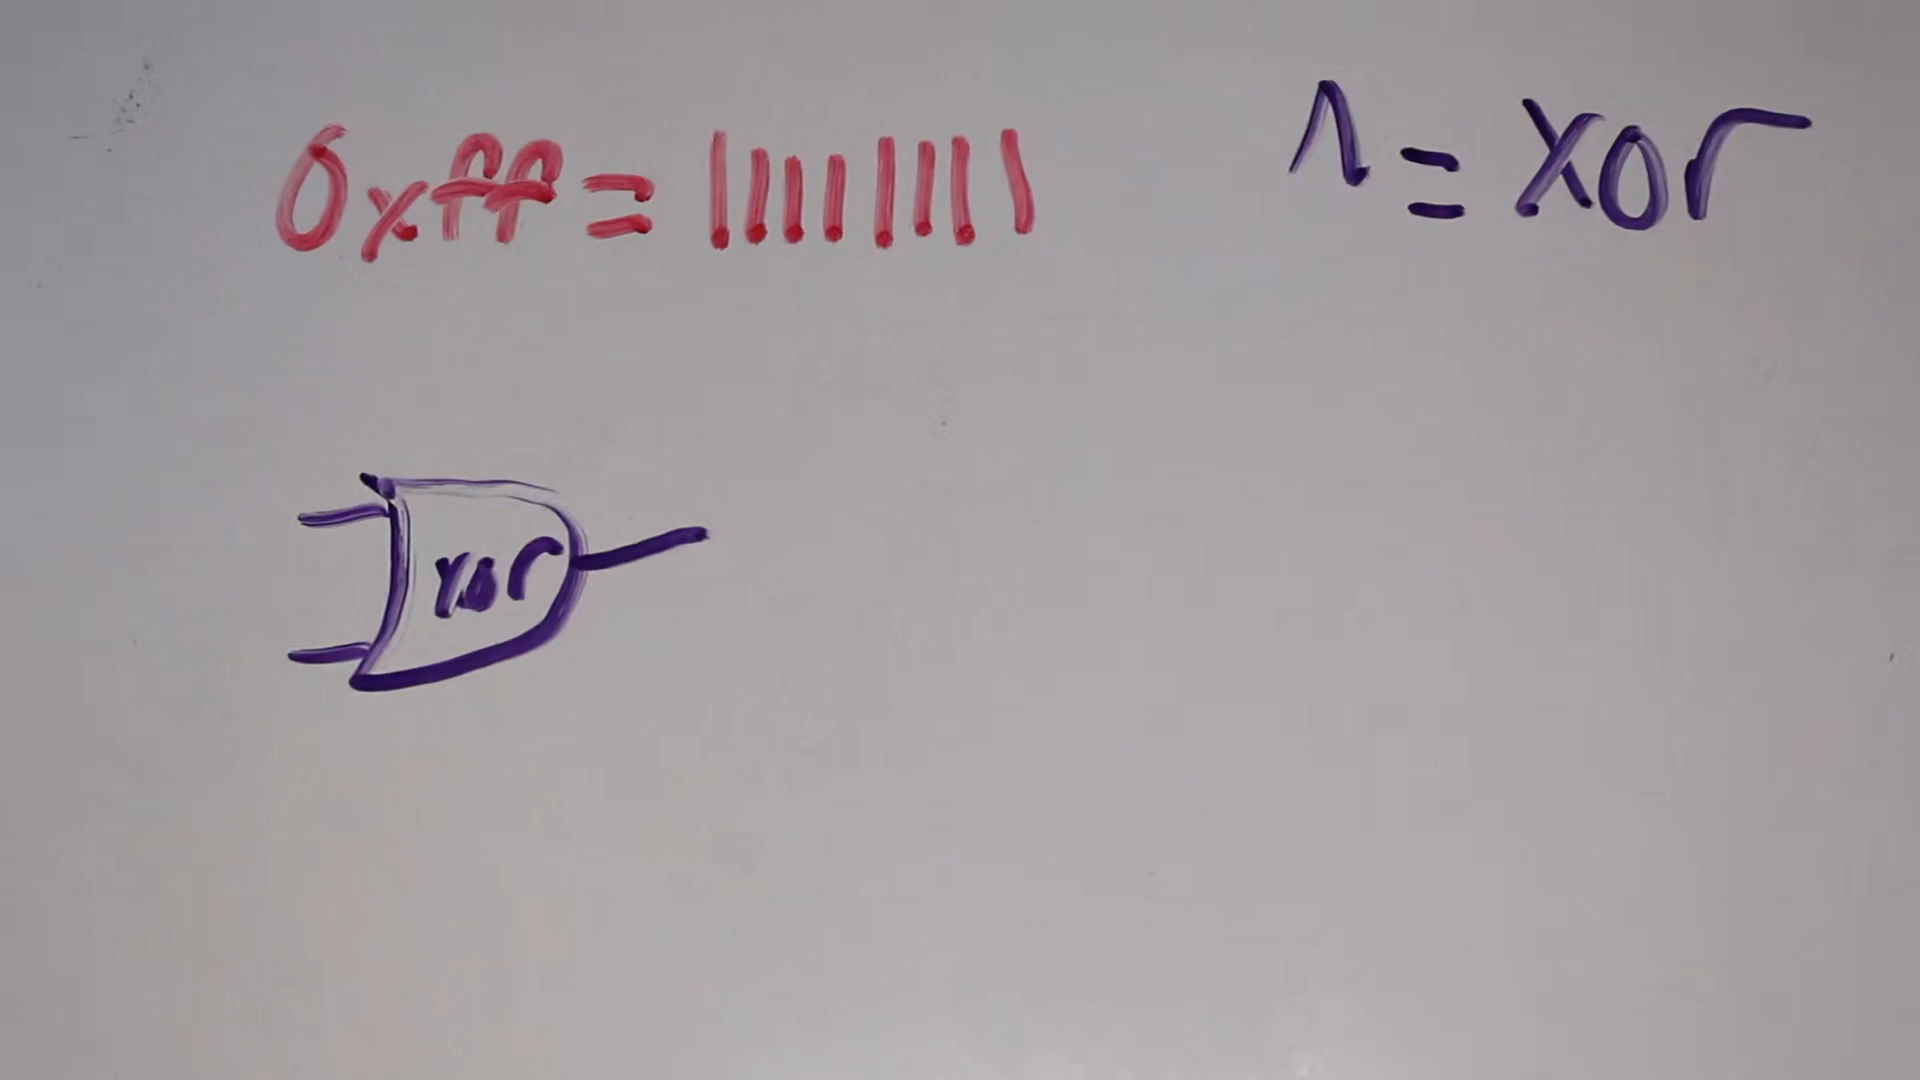 0xff = 11111111
^ = xor
xor